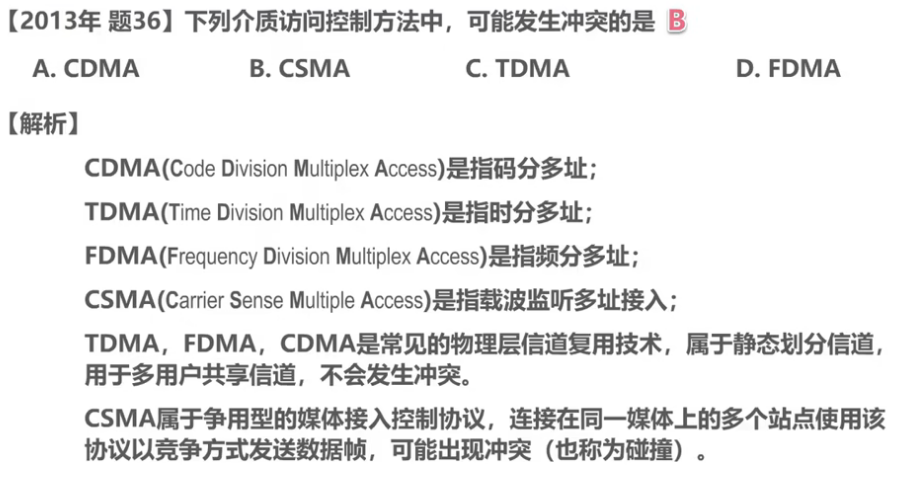 【2013年 题36】下列介质访问控制方法中，可能发生冲突的是 B
A. CDMA B. CSMA C. TDMA D. FDMA
【解析】
CDMA(Code Division Multiplex Access)是指码分多址；
TDMA(Time Division Multiplex Access)是指时分多址；
FDMA(Frequency Division Multiplex Access)是指频分多址；
CSMA(Carrier Sense Multiple Access)是指载波监听多址接入；
TDMA，FDMA，CDMA是常见的物理层信道复用技术，属于静态划分信道，
用于多用户共享信道，不会发生冲突。
CSMA属于争用型的媒体接入控制协议，连接在同一媒体上的多个站点使用该
协议以竞争方式发送数据帧，可能出现冲突（也称为碰撞）。